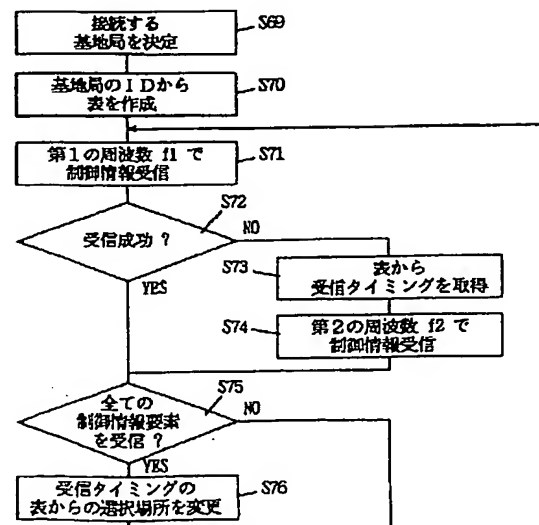 接続する
基地局を決定
S69
基地局のIDから
表を作成
S70
第1の周波数 f1 で
制御情報受信
S71
S72
受信成功 ?
NO
YES
S73
表から
受信タイミングを取得
S74
第2の周波数 f2 で
制御情報受信
S75
全ての
制御情報要素
を受信 ?
NO
YES
受信タイミングの
表からの選択場所を変更
S76